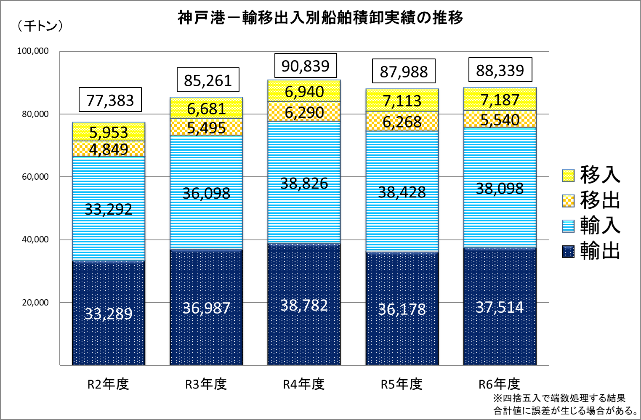 神戸港－輸移出入別船舶積卸実績の推移
（千トン）
100,000
80,000
60,000
40,000
20,000
77,383
85,261
90,839
87,988
88,339
5,953
6,681
6,940
7,113
7,187
4,849
5,495
6,290
6,268
5,540
33,292
36,098
38,826
38,428
38,098
33,289
36,987
38,782
36,178
37,514
移入
移出
輸入
輸出
R2年度
R3年度
R4年度
R5年度
R6年度
※四捨五入で端数処理する結果
合計値に誤差が生じる場合がある。